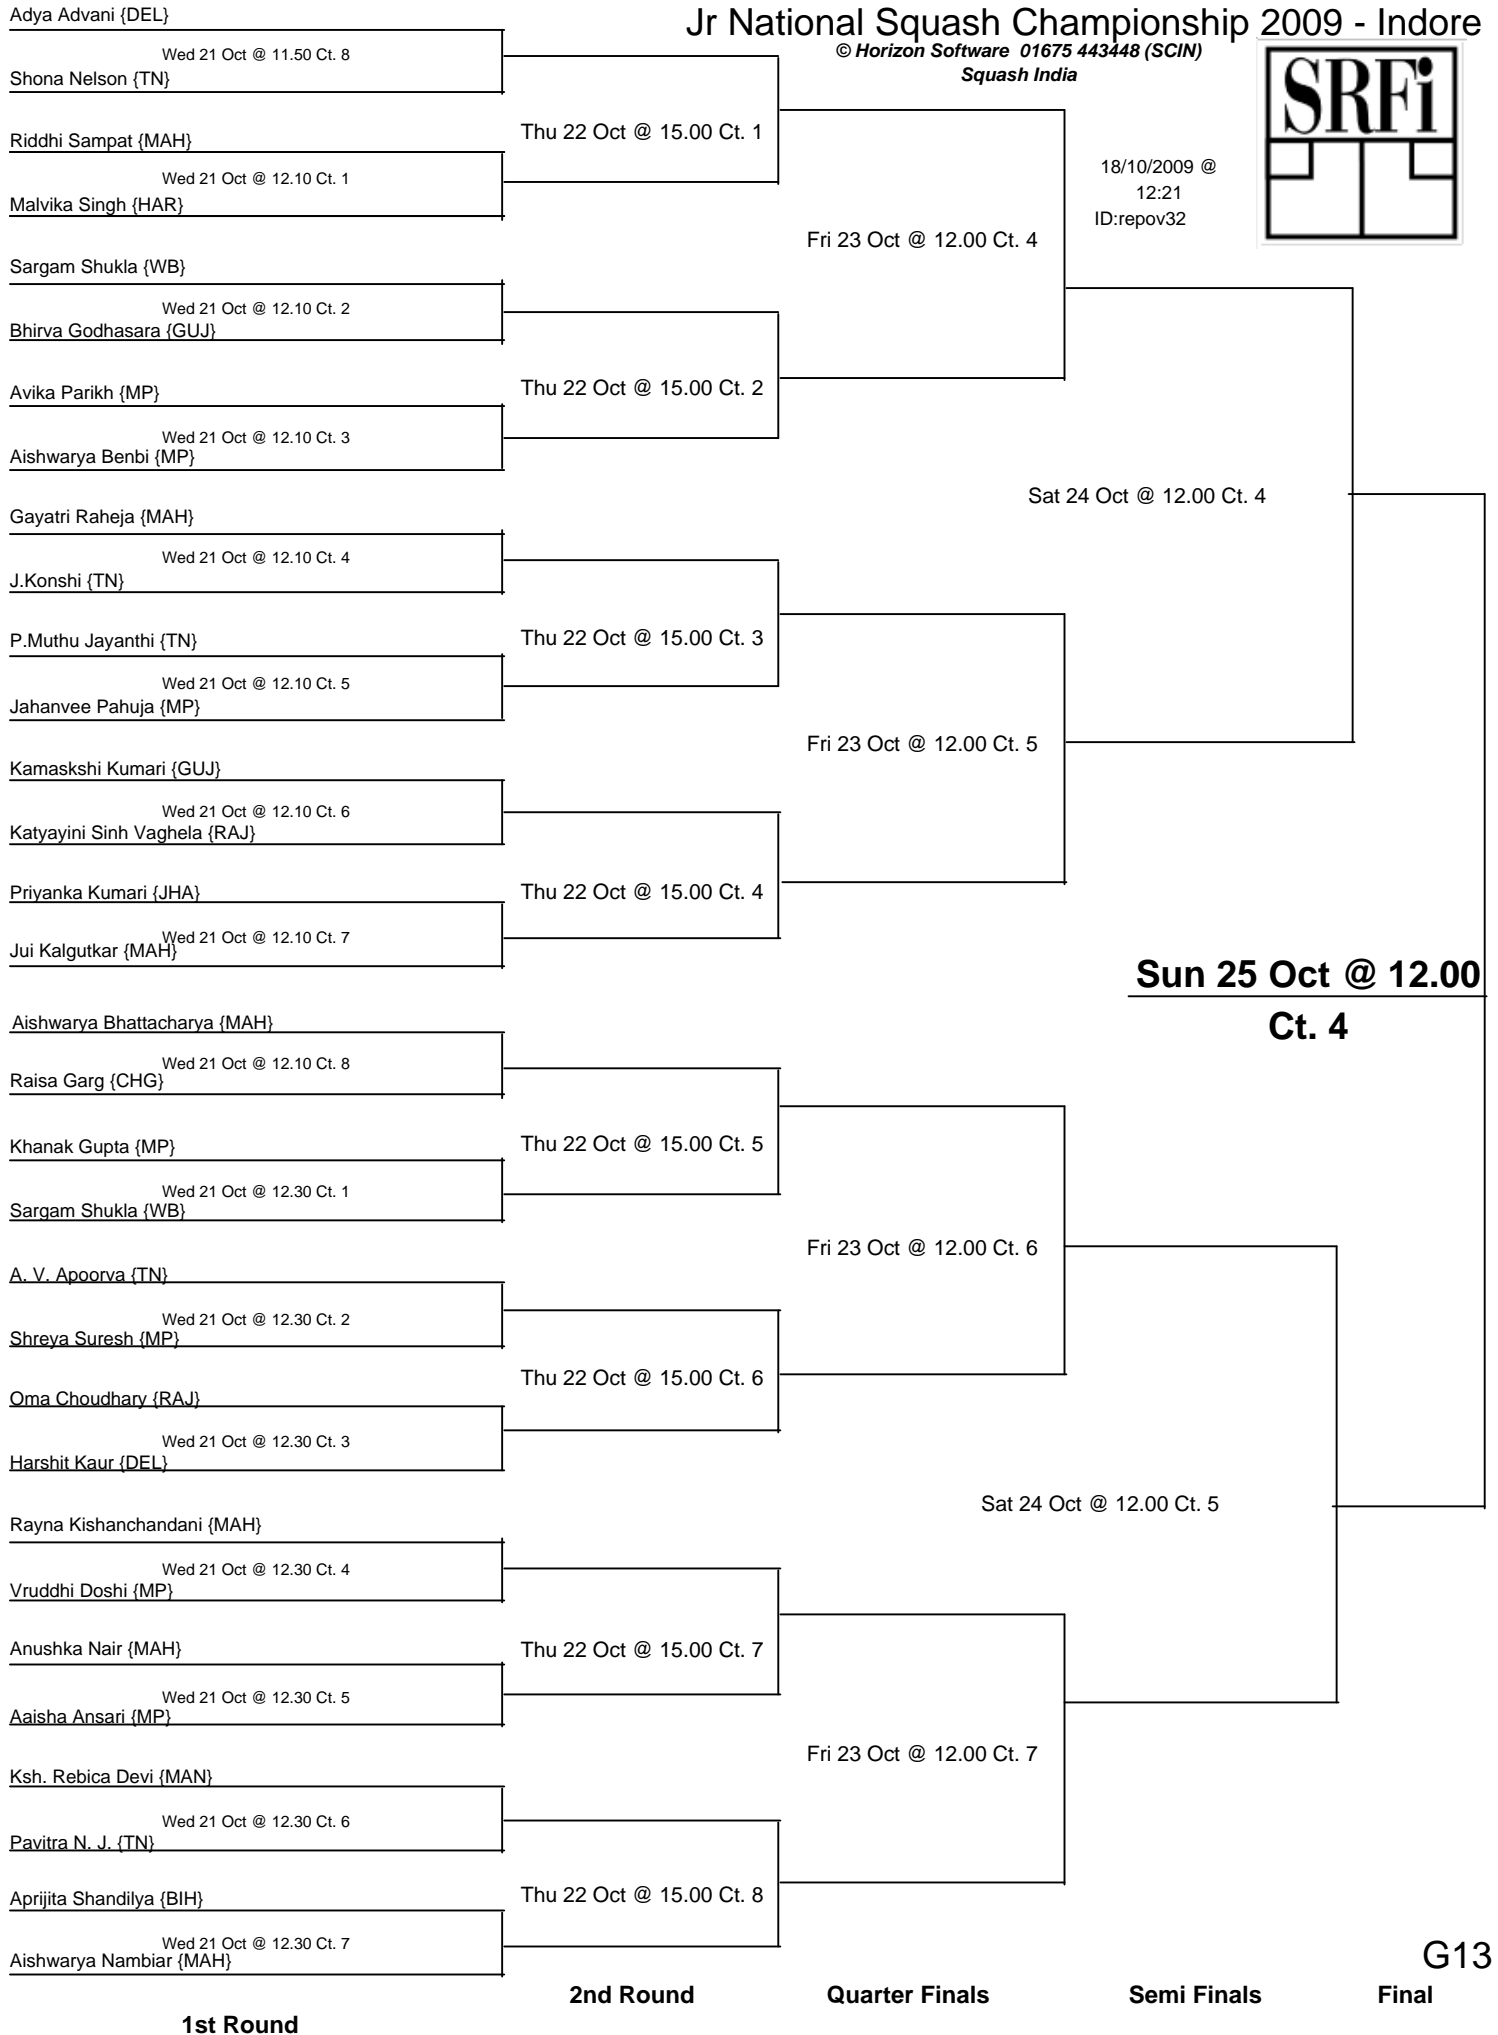 Jr National Squash Championship 2009 - Indore
© Horizon Software 01675 443448 (SCIN)
Squash India
SRFi
18/10/2009 @
12:21
ID:repov32
Adya Advani {DEL}
Wed 21 Oct @ 11.50 Ct. 8
Shona Nelson {TN}
Riddhi Sampat {MAH}
Wed 21 Oct @ 12.10 Ct. 1
Malvika Singh {HAR}
Sargam Shukla {WB}
Wed 21 Oct @ 12.10 Ct. 2
Bhirva Godhasara {GUJ}
Avika Parikh {MP}
Wed 21 Oct @ 12.10 Ct. 3
Aishwarya Benbi {MP}
Gayatri Raheja {MAH}
Wed 21 Oct @ 12.10 Ct. 4
J.Konshi {TN}
P.Muthu Jayanthi {TN}
Wed 21 Oct @ 12.10 Ct. 5
Jahanvee Pahuja {MP}
Kamaskshi Kumari {GUJ}
Wed 21 Oct @ 12.10 Ct. 6
Katyayini Sinh Vaghela {RAJ}
Priyanka Kumari {JHA}
Wed 21 Oct @ 12.10 Ct. 7
Jui Kalgutkar {MAH}
Aishwarya Bhattacharya {MAH}
Wed 21 Oct @ 12.10 Ct. 8
Raisa Garg {CHG}
Khanak Gupta {MP}
Wed 21 Oct @ 12.30 Ct. 1
Sargam Shukla {WB}
A. V. Apoorva {TN}
Wed 21 Oct @ 12.30 Ct. 2
Shreya Suresh {MP}
Oma Choudhary {RAJ}
Wed 21 Oct @ 12.30 Ct. 3
Harshit Kaur {DEL}
Rayna Kishanchandani {MAH}
Wed 21 Oct @ 12.30 Ct. 4
Vruddhi Doshi {MP}
Anushka Nair {MAH}
Wed 21 Oct @ 12.30 Ct. 5
Aaisha Ansari {MP}
Ksh. Rebica Devi {MAN}
Wed 21 Oct @ 12.30 Ct. 6
Pavitra N. J. {TN}
Aprijita Shandilya {BIH}
Wed 21 Oct @ 12.30 Ct. 7
Aishwarya Nambiar {MAH}
1st Round
Thu 22 Oct @ 15.00 Ct. 1
Thu 22 Oct @ 15.00 Ct. 2
Thu 22 Oct @ 15.00 Ct. 3
Thu 22 Oct @ 15.00 Ct. 4
Thu 22 Oct @ 15.00 Ct. 5
Thu 22 Oct @ 15.00 Ct. 6
Thu 22 Oct @ 15.00 Ct. 7
Thu 22 Oct @ 15.00 Ct. 8
2nd Round
Fri 23 Oct @ 12.00 Ct. 4
Fri 23 Oct @ 12.00 Ct. 5
Fri 23 Oct @ 12.00 Ct. 6
Fri 23 Oct @ 12.00 Ct. 7
Quarter Finals
Sat 24 Oct @ 12.00 Ct. 4
Sat 24 Oct @ 12.00 Ct. 5
Semi Finals
Sun 25 Oct @ 12.00
Ct. 4
Final
G13